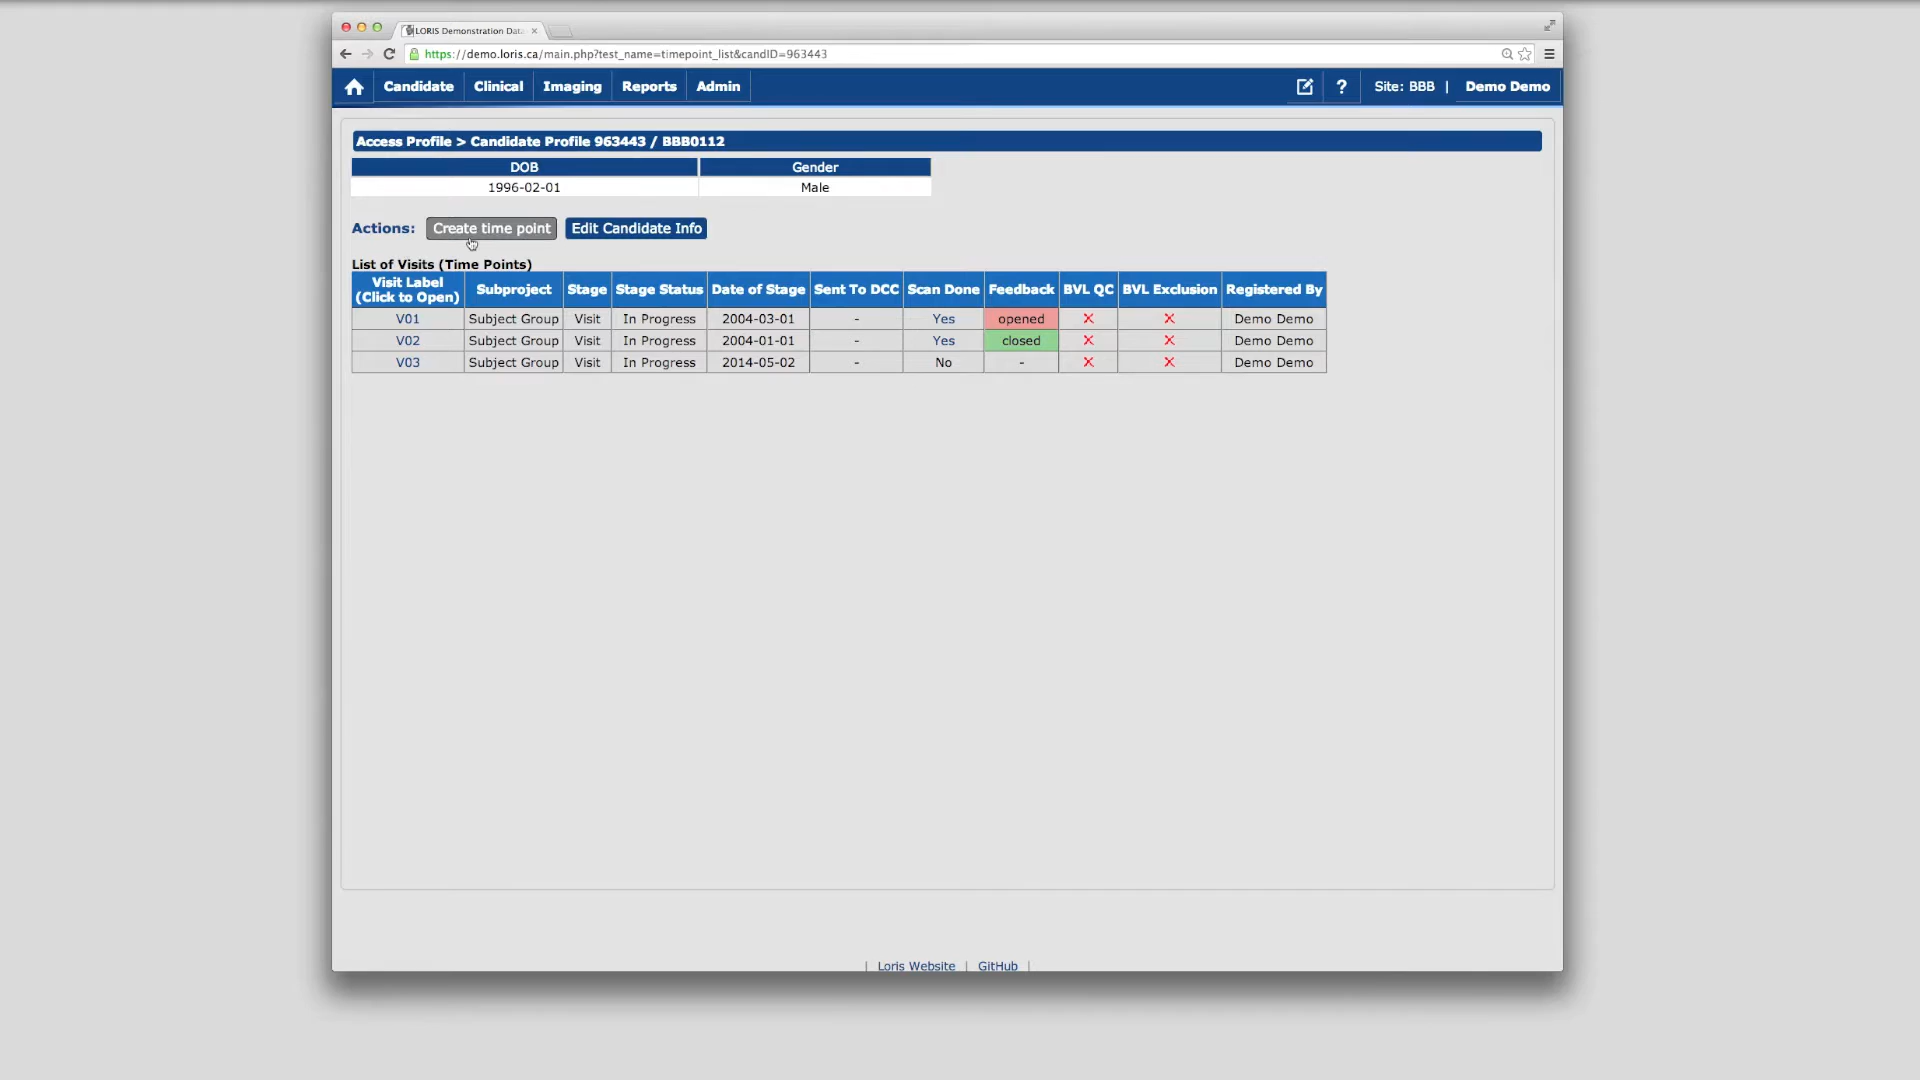 LORIS Demonstration Data
https://demo.loris.ca/main.php?test_name=timepoint_list&candID=963443
Candidate Clinical Imaging Reports Admin ? Site: BBB | Demo Demo
Access Profile > Candidate Profile 963443 / BBB0112
DOB Gender
1996-02-01 Male
Actions: Create time point Edit Candidate Info
List of Visits (Time Points)
Visit Label (Click to Open) Subproject Stage Stage Status Date of Stage Sent To DCC Scan Done Feedback BVL QC BVL Exclusion Registered By
V01 Subject Group Visit In Progress 2004-03-01 - Yes opened X X Demo Demo
V02 Subject Group Visit In Progress 2004-01-01 - Yes closed X X Demo Demo
V03 Subject Group Visit In Progress 2014-05-02 - No - X X Demo Demo
| Loris Website | GitHub |